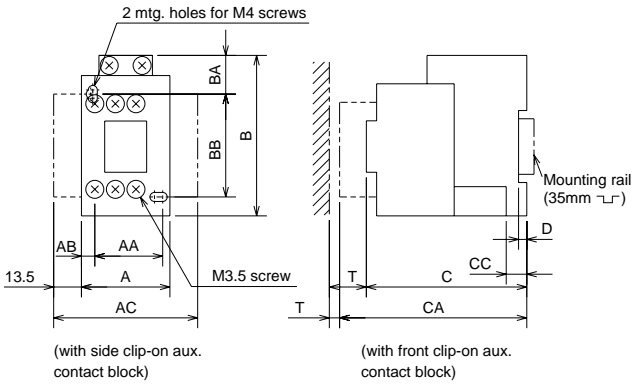 2 mtg. holes for M4 screws
BA
B
BB
Mounting rail
(35mm )
D
AB
AA
CC
13.5
A
M3.5 screw
T
C
AC
T
CA
(with side clip-on aux.
contact block)
(with front clip-on aux.
contact block)